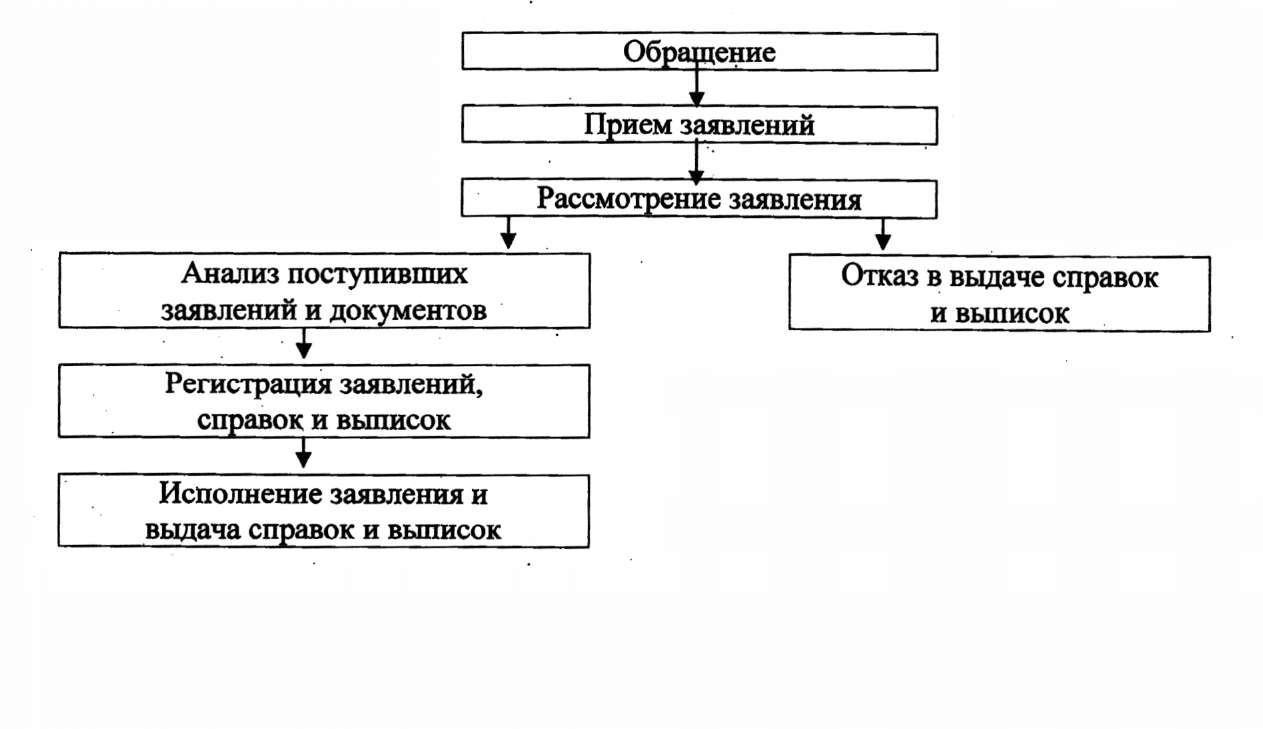 Обращение
Прием заявлений
Рассмотрение заявления
Анализ поступивших
заявлений и документов
Отказ в выдаче справок
и выписок
Регистрация заявлений,
справок и выписок
Исполнение заявления и
выдача справок и выписок